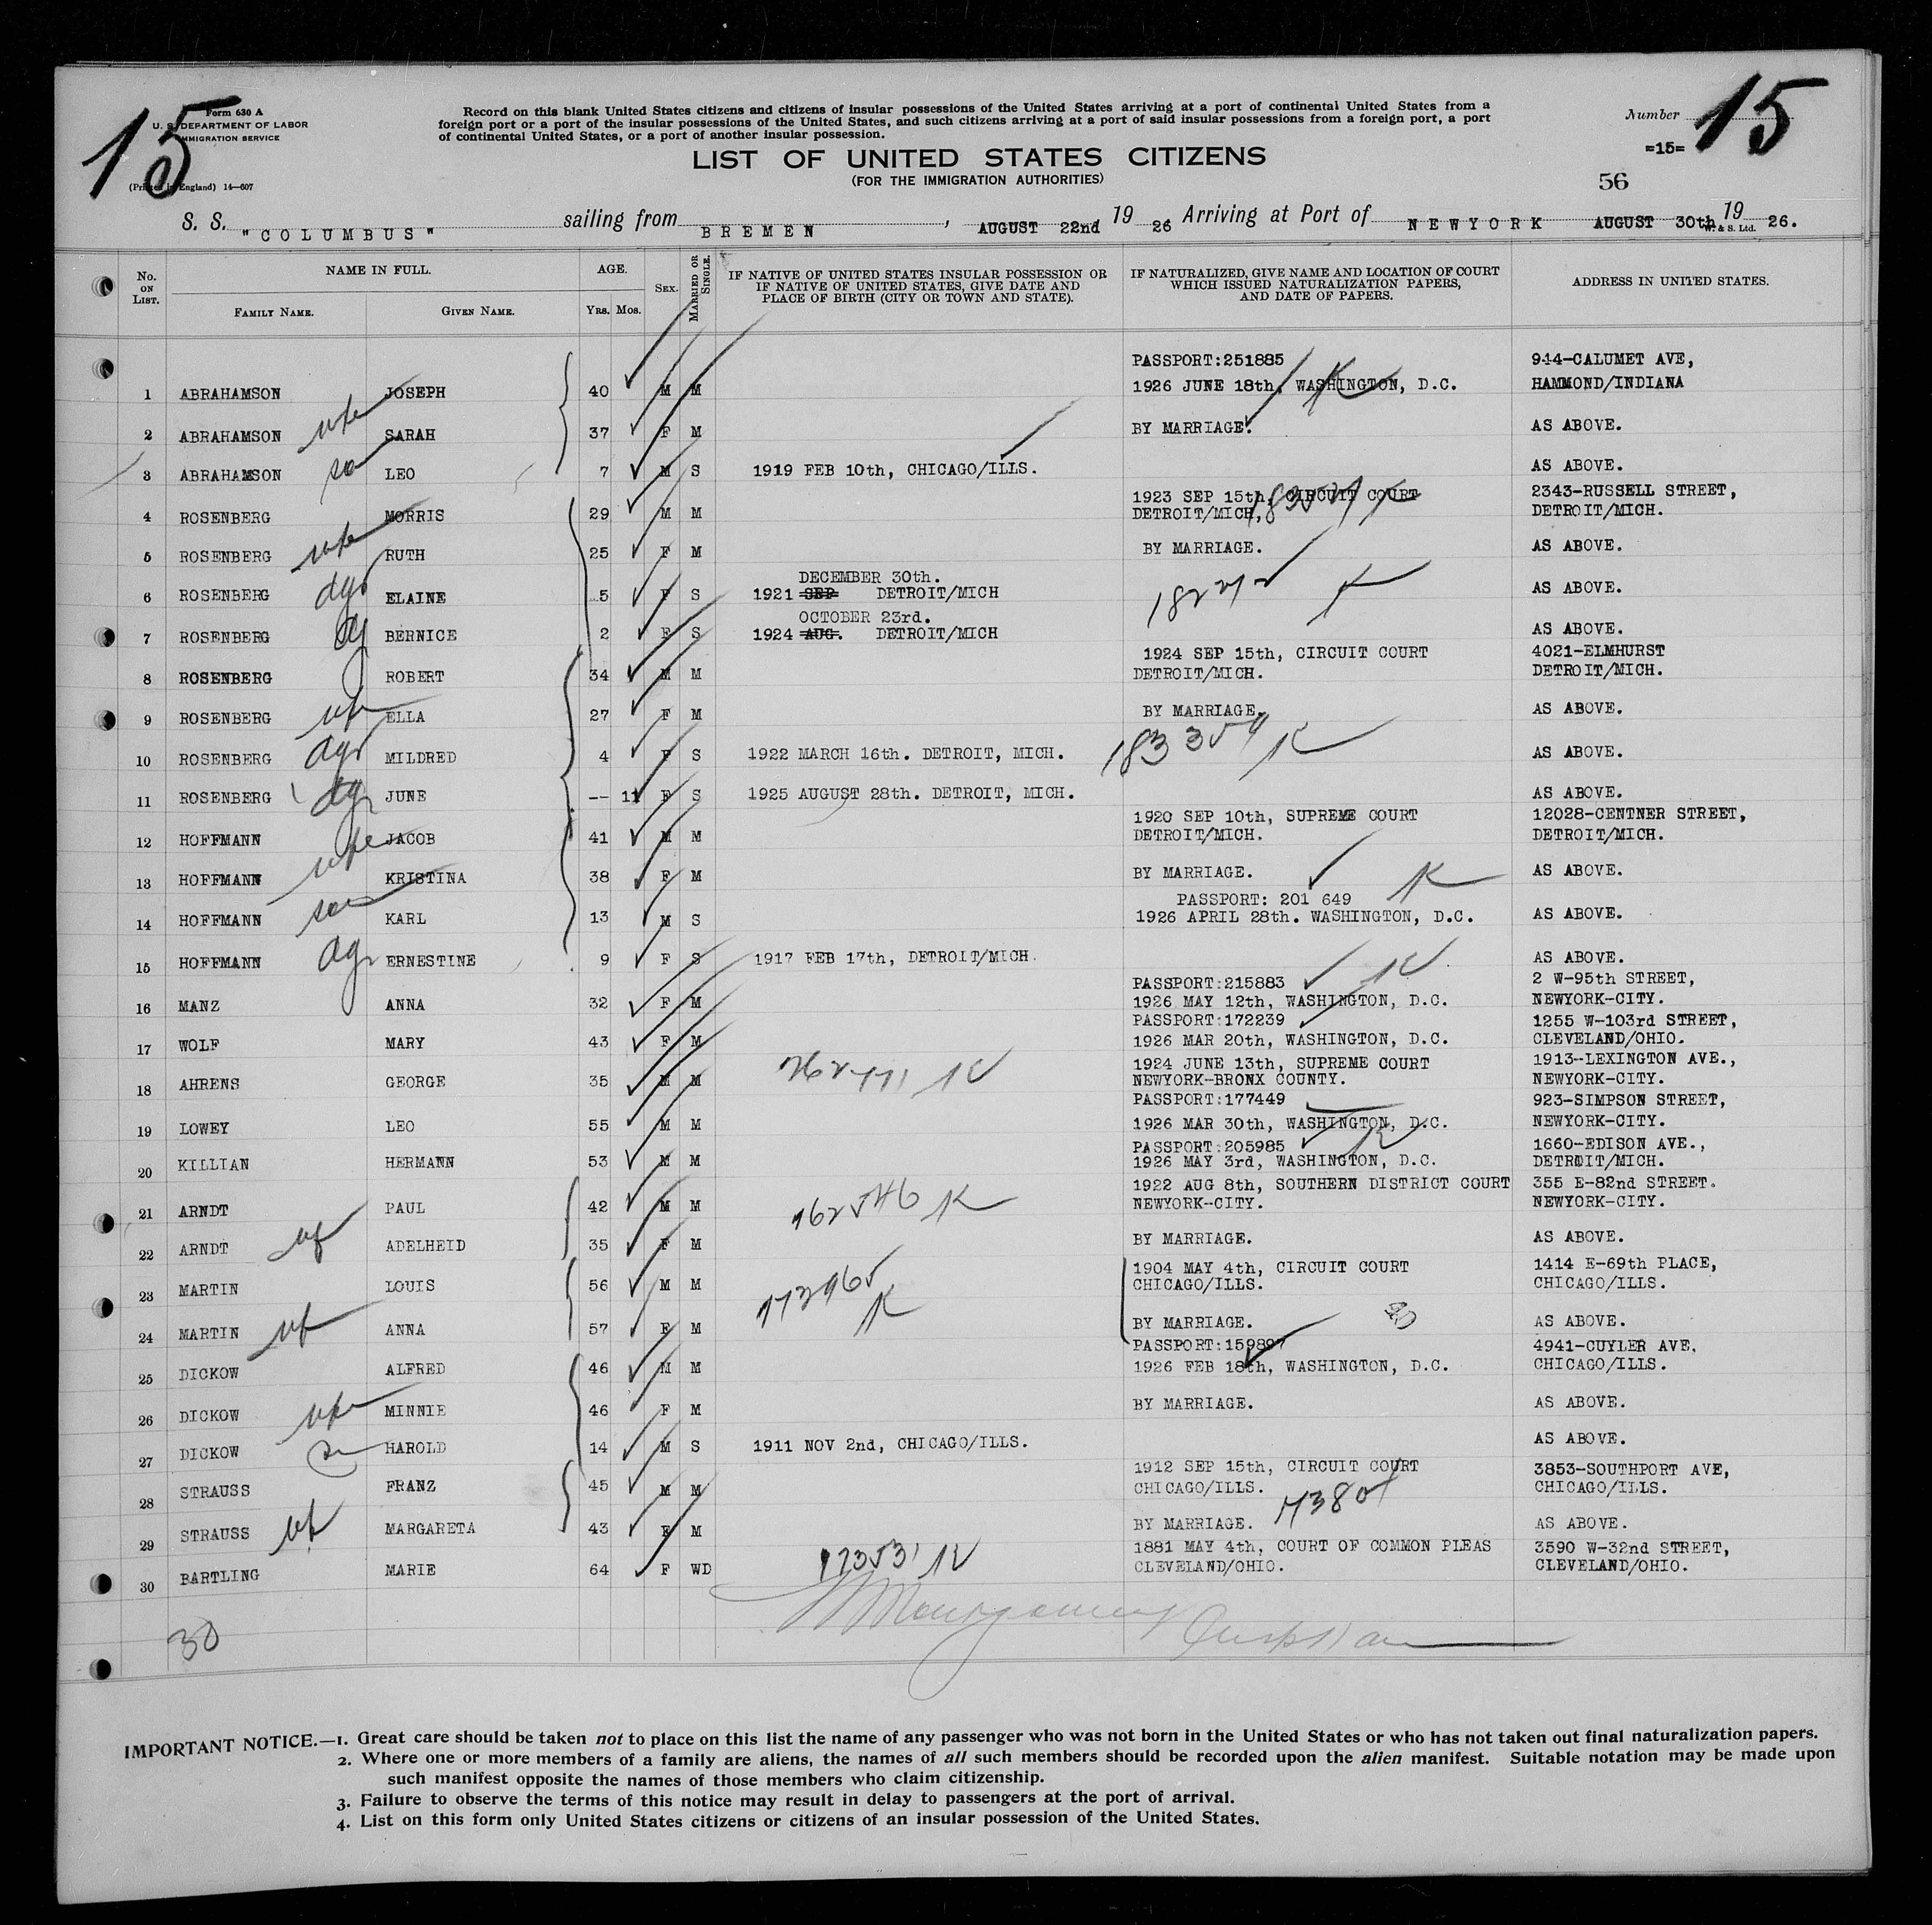 15
Form 630 A
U. S. DEPARTMENT OF LABOR
IMMIGRATION SERVICE
(Printed in England) 14—607
Record on this blank United States citizens and citizens of insular possessions of the United States arriving at a port of continental United States from a
foreign port or a port of the insular possessions of the United States, and such citizens arriving at a port of said insular possessions from a foreign port, a port
of continental United States, or a port of another insular possession.
Number 15
=15=
LIST OF UNITED STATES CITIZENS
(FOR THE IMMIGRATION AUTHORITIES)
56
S. S. "COLUMBUS" sailing from BREMEN, AUGUST 22nd 1926. Arriving at Port of NEWYORK AUGUST 30th 1926.
& S. Ltd.
No. ON LIST. NAME IN FULL. AGE. SEX. MARRIED OR SINGLE. IF NATIVE OF UNITED STATES INSULAR POSSESSION OR IF NATIVE OF UNITED STATES, GIVE DATE AND PLACE OF BIRTH (CITY OR TOWN AND STATE). IF NATURALIZED, GIVE NAME AND LOCATION OF COURT WHICH ISSUED NATURALIZATION PAPERS, AND DATE OF PAPERS. ADDRESS IN UNITED STATES.
FAMILY NAME. GIVEN NAME. YRS. MOS.
PASSPORT:251885 944-CALUMET AVE,
1 ABRAHAMSON JOSEPH 40 M M 1926 JUNE 18th, WASHINGTON, D.C. K HAMMOND/INDIANA
2 ABRAHAMSON wife SARAH 37 F M BY MARRIAGE. AS ABOVE.
3 ABRAHAMSON son LEO 7 M S 1919 FEB 10th, CHICAGO/ILLS. AS ABOVE.
1923 SEP 15th, CIRCUIT COURT 2343-RUSSELL STREET,
4 ROSENBERG MORRIS 29 M M DETROIT/MICH, K DETROIT/MICH.
5 ROSENBERG wife RUTH 25 F M BY MARRIAGE. AS ABOVE.
DECEMBER 30th.
6 ROSENBERG dgr ELAINE 5 F S 1921 SEP DETROIT/MICH K AS ABOVE.
OCTOBER 23rd.
7 ROSENBERG dg BERNICE 2 F S 1924 AUG. DETROIT/MICH AS ABOVE.
1924 SEP 15th, CIRCUIT COURT 4021-ELMHURST
8 ROSENBERG ROBERT 34 M M DETROIT/MICH. DETROIT/MICH.
9 ROSENBERG wife ELLA 27 F M BY MARRIAGE. AS ABOVE.
10 ROSENBERG dgr MILDRED 4 F S 1922 MARCH 16th. DETROIT, MICH. K AS ABOVE.
11 ROSENBERG dgr JUNE -- 11 F S 1925 AUGUST 28th. DETROIT, MICH. AS ABOVE.
1920 SEP 10th, SUPREME COURT 12028-CENTNER STREET,
12 HOFFMANN JACOB 41 M M DETROIT/MICH. DETROIT/MICH.
13 HOFFMANN wife KRISTINA 38 F M BY MARRIAGE. K AS ABOVE.
PASSPORT: 201 649
14 HOFFMANN son KARL 13 M S 1926 APRIL 28th. WASHINGTON, D.C. AS ABOVE.
15 HOFFMANN dgr ERNESTINE 9 F S 1917 FEB 17th, DETROIT/MICH. K AS ABOVE.
PASSPORT:215883 2 W-95th STREET,
16 MANZ ANNA 32 F M 1926 MAY 12th, WASHINGTON, D.C. NEWYORK-CITY.
PASSPORT:172239 1255 W-103rd STREET,
17 WOLF MARY 43 F M 1926 MAR 20th, WASHINGTON, D.C. CLEVELAND/OHIO.
1924 JUNE 13th, SUPREME COURT 1913-LEXINGTON AVE.,
18 AHRENS GEORGE 35 M M K NEWYORK-BRONX COUNTY. NEWYORK-CITY.
PASSPORT:177449 923-SIMPSON STREET,
19 LOWEY LEO 55 M M 1926 MAR 30th, WASHINGTON, D.C. NEWYORK-CITY.
PASSPORT:205985 K 1660-EDISON AVE.,
20 KILLIAN HERMANN 53 M M 1926 MAY 3rd, WASHINGTON, D.C. DETROIT/MICH.
1922 AUG 8th, SOUTHERN DISTRICT COURT 355 E-82nd STREET.
21 ARNDT PAUL 42 M M 162546 K NEWYORK-CITY. NEWYORK-CITY.
22 ARNDT wf ADELHEID 35 F M BY MARRIAGE. AS ABOVE.
1904 MAY 4th, CIRCUIT COURT 1414 E-69th PLACE,
23 MARTIN LOUIS 56 M M 172965 K CHICAGO/ILLS. CHICAGO/ILLS.
24 MARTIN wf ANNA 57 F M BY MARRIAGE. AS ABOVE.
PASSPORT:159897 4941-CUYLER AVE.
25 DICKOW ALFRED 46 M M 1926 FEB 18th, WASHINGTON, D.C. CHICAGO/ILLS.
26 DICKOW wife MINNIE 46 F M BY MARRIAGE. AS ABOVE.
27 DICKOW HAROLD 14 M S 1911 NOV 2nd, CHICAGO/ILLS. AS ABOVE.
1912 SEP 15th, CIRCUIT COURT 3853-SOUTHPORT AVE,
28 STRAUSS FRANZ 45 M M CHICAGO/ILLS. CHICAGO/ILLS.
29 STRAUSS wf MARGARETA 43 F M BY MARRIAGE. AS ABOVE.
1881 MAY 4th, COURT OF COMMON PLEAS 3590 W-32nd STREET,
30 BARTLING MARIE 64 F WD 173531 K CLEVELAND/OHIO. CLEVELAND/OHIO.
30
IMPORTANT NOTICE.—1. Great care should be taken not to place on this list the name of any passenger who was not born in the United States or who has not taken out final naturalization papers.
2. Where one or more members of a family are aliens, the names of all such members should be recorded upon the alien manifest. Suitable notation may be made upon
such manifest opposite the names of those members who claim citizenship.
3. Failure to observe the terms of this notice may result in delay to passengers at the port of arrival.
4. List on this form only United States citizens or citizens of an insular possession of the United States.